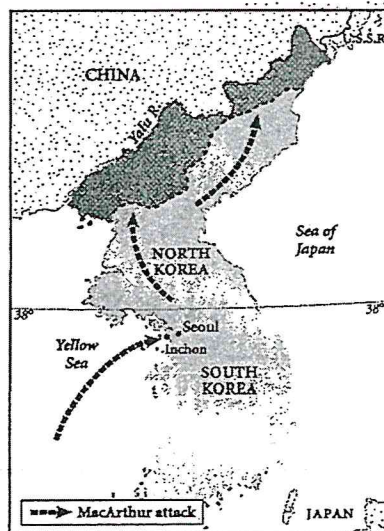 U.S.S.R.
CHINA
Yalu R.
Sea of
Japan
NORTH
KOREA
38°
38°
Yellow
Sea
Seoul
Inchon
SOUTH
KOREA
MacArthur attack
JAPAN